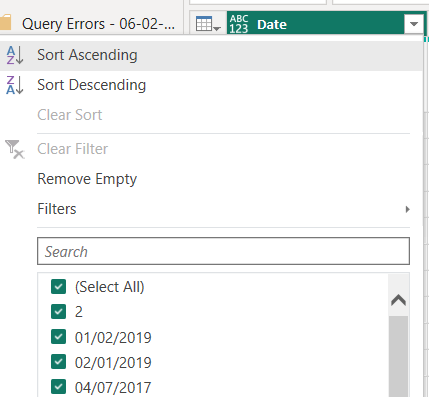 Query Errors - 06-02-...
ABC
123
Date
A
Z
Sort Ascending
Z
A
Sort Descending
Clear Sort
Clear Filter
Remove Empty
Filters
Search
(Select All)
2
01/02/2019
02/01/2019
04/07/2017